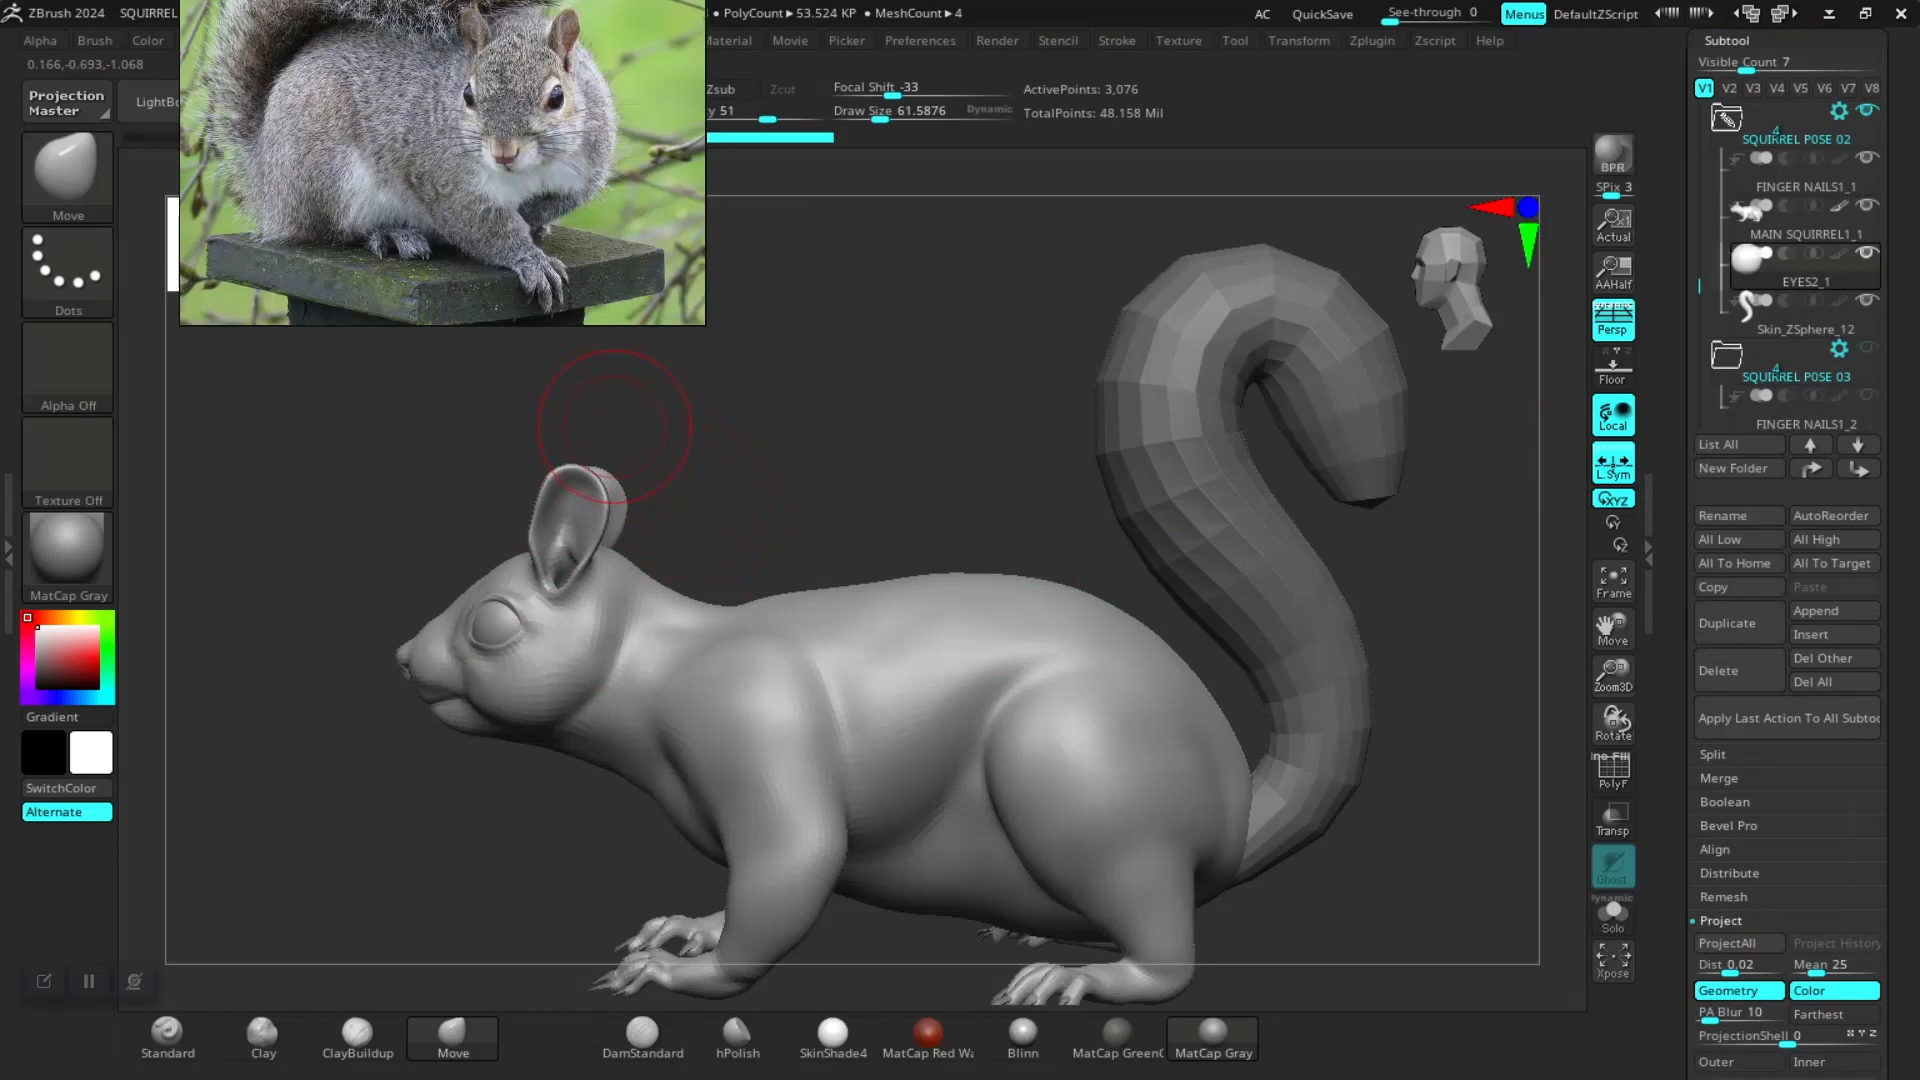 ZBrush 2024 SQUIRREL • PolyCount▶53.524 KP • MeshCount▶4 AC QuickSave See-through 0 Menus DefaultZScript
Alpha Brush Color Material Movie Picker Preferences Render Stencil Stroke Texture Tool Transform Zplugin Zscript Help
0.166,-0.693,-1.068
Projection Master
Zsub Zcut Focal Shift -33 ActivePoints: 3,076
y 51 Draw Size 61.5876 Dynamic TotalPoints: 48.158 Mil
Move
Dots
Alpha Off
Texture Off
MatCap Gray
Gradient
SwitchColor
Alternate
Standard Clay ClayBuildup Move DamStandard hPolish SkinShade4 MatCap Red Wa Blinn MatCap GreenC MatCap Gray
BPR
SPix 3
Actual
AAHalf
Persp
Floor
Local
L.Sym
XYZ
Y
Z
Frame
Move
Zoom3D
Rotate
PolyF
Transp
Ghost
Dynamic
Solo
Xpose
Subtool
Visible Count 7
V1 V2 V3 V4 V5 V6 V7 V8
4
SQUIRREL P0SE 02
FINGER NAILS1_1
MAIN SQUIRREL1_1
EYES2_1
Skin_ZSphere_12
4
SQUIRREL P0SE 03
FINGER NAILS1_2
List All
New Folder
Rename AutoReorder
All Low All High
All To Home All To Target
Copy Paste
Duplicate Append
Insert
Delete Del Other
Del All
Apply Last Action To All Subtoo
Split
Merge
Boolean
Bevel Pro
Align
Distribute
Remesh
Project
ProjectAll Project History
Dist 0.02 Mean 25
Geometry Color
PA Blur 10 Farthest
ProjectionShell 0 X Y Z
Outer Inner